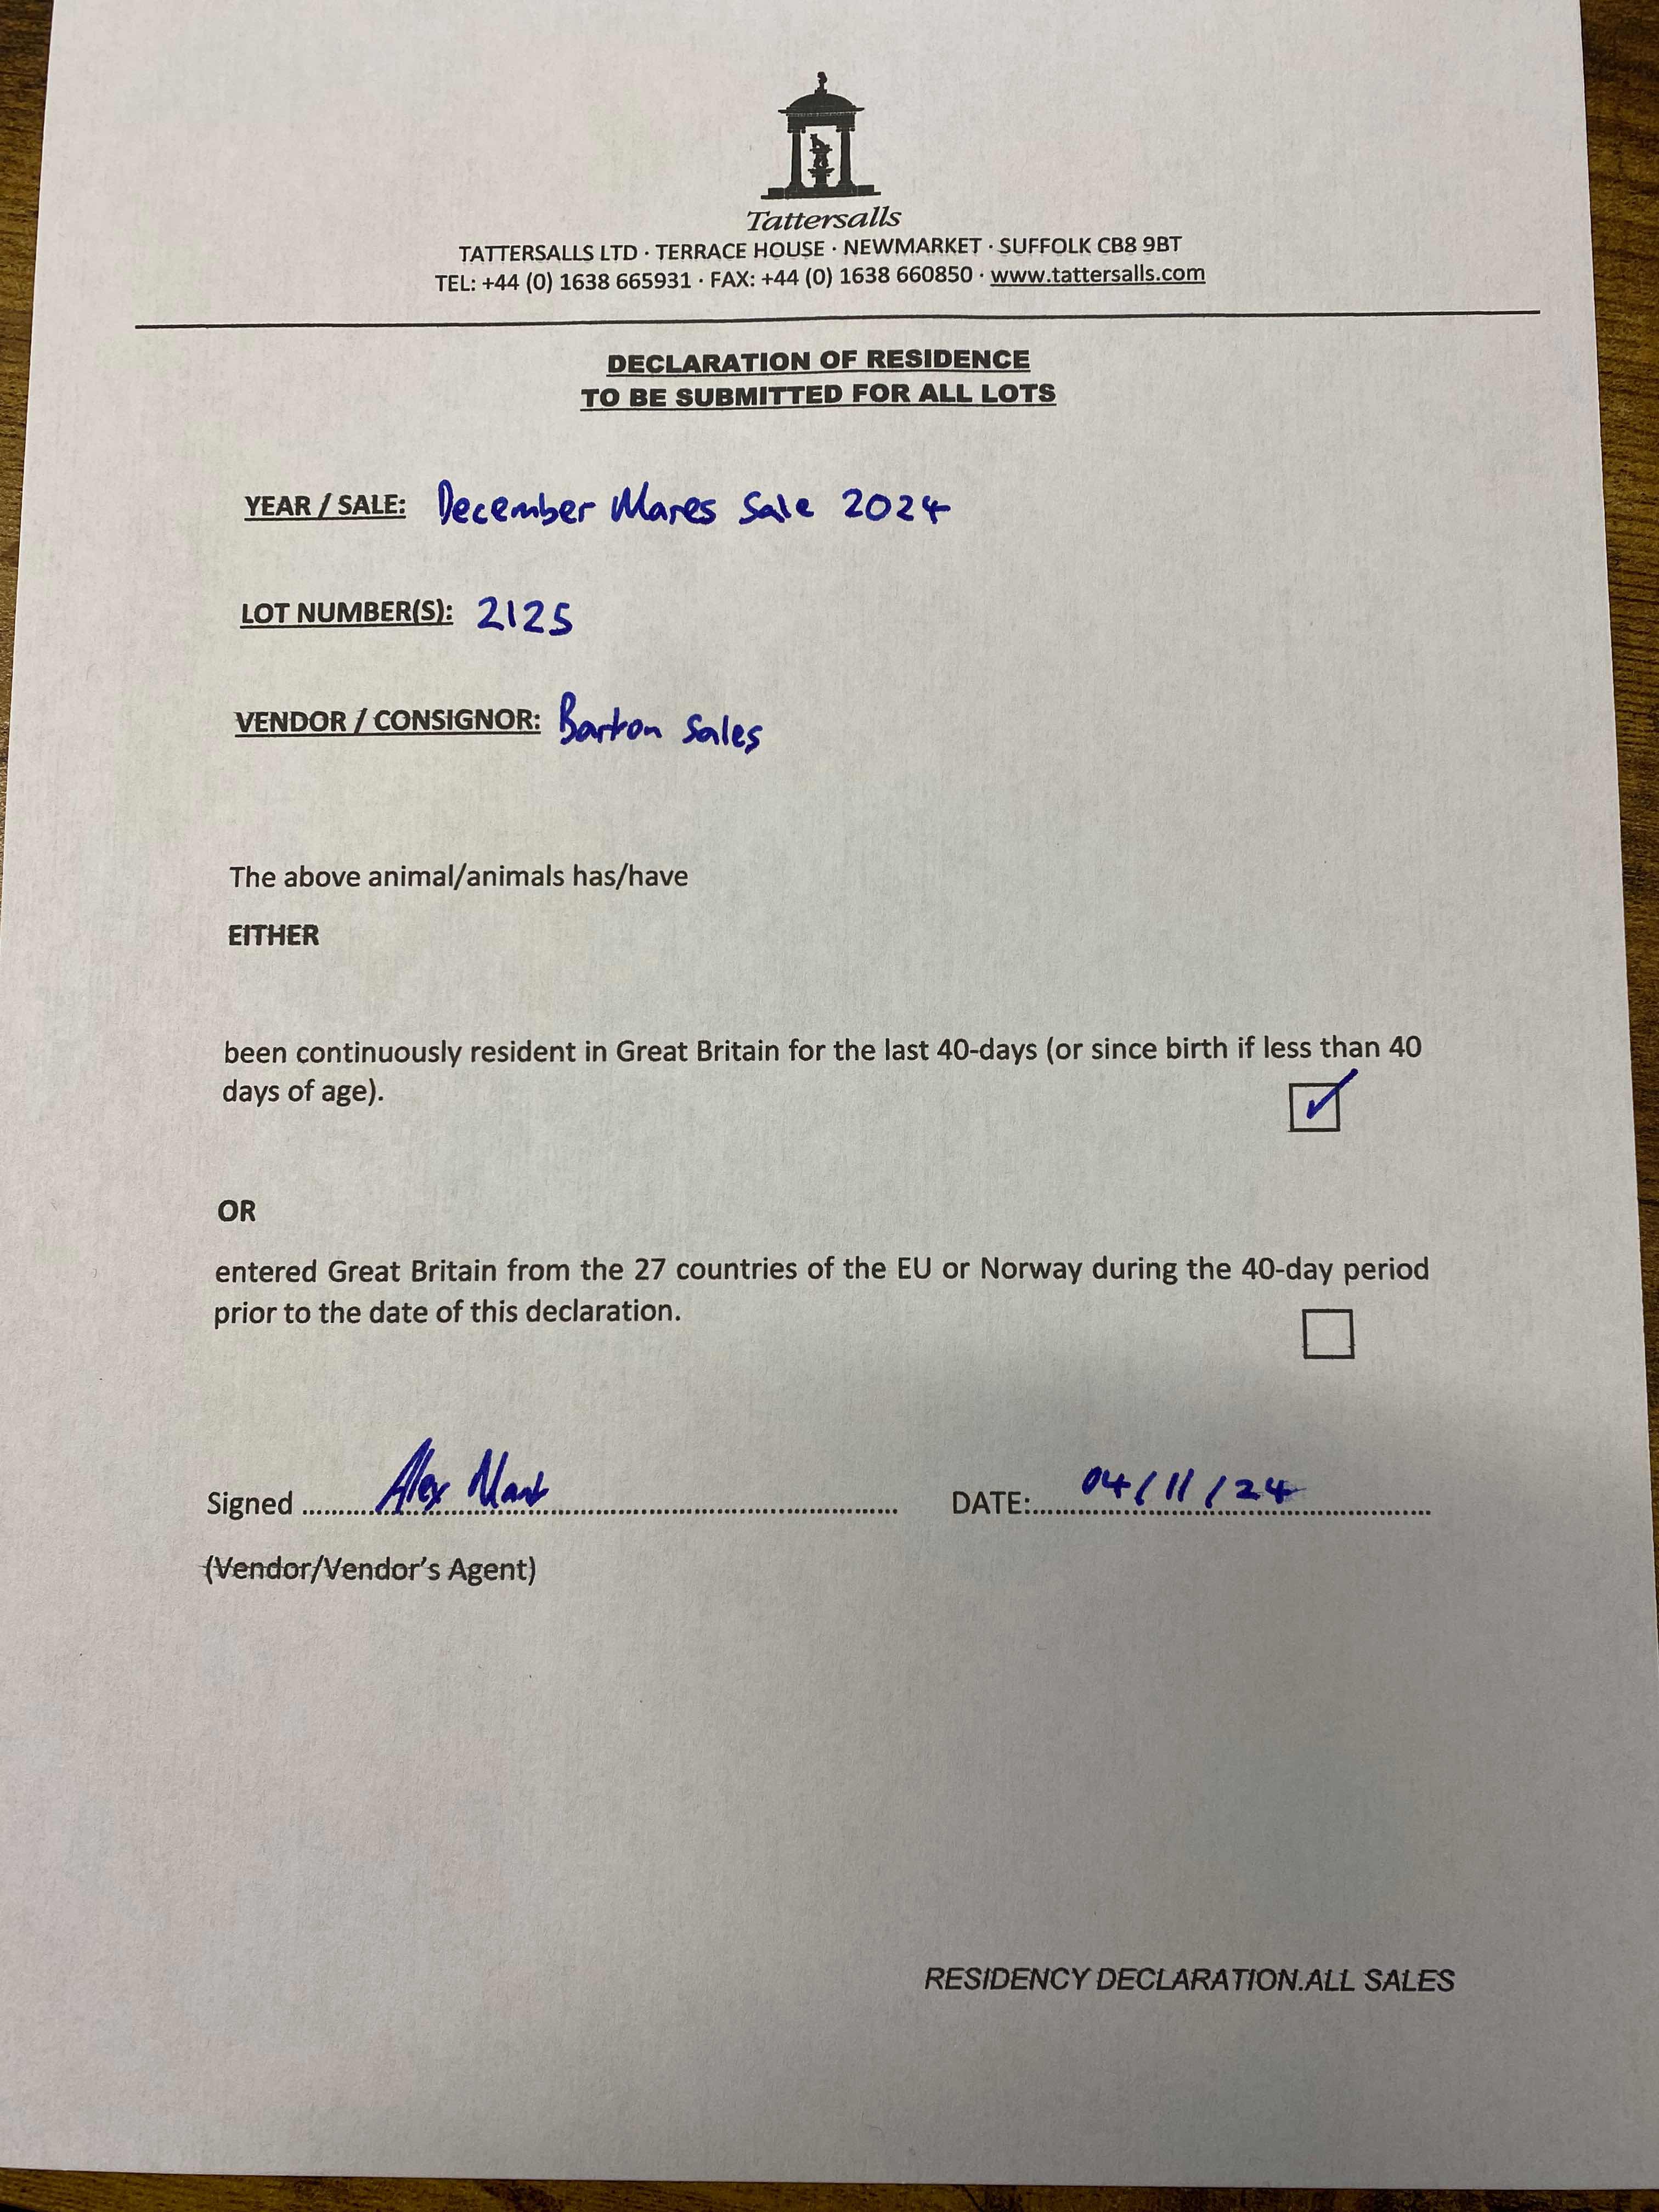 Tattersalls
TATTERSALLS LTD · TERRACE HOUSE · NEWMARKET · SUFFOLK CB8 9BT
TEL: +44 (0) 1638 665931 · FAX: +44 (0) 1638 660850 · www.tattersalls.com
DECLARATION OF RESIDENCE
TO BE SUBMITTED FOR ALL LOTS
YEAR / SALE: December Mares Sale 2024
LOT NUMBER(S): 2125
VENDOR / CONSIGNOR: Barton Sales
The above animal/animals has/have
EITHER
been continuously resident in Great Britain for the last 40-days (or since birth if less than 40
days of age).
OR
entered Great Britain from the 27 countries of the EU or Norway during the 40-day period
prior to the date of this declaration.
Signed Alex DATE: 04/11/24
(Vendor/Vendor's Agent)
RESIDENCY DECLARATION.ALL SALES